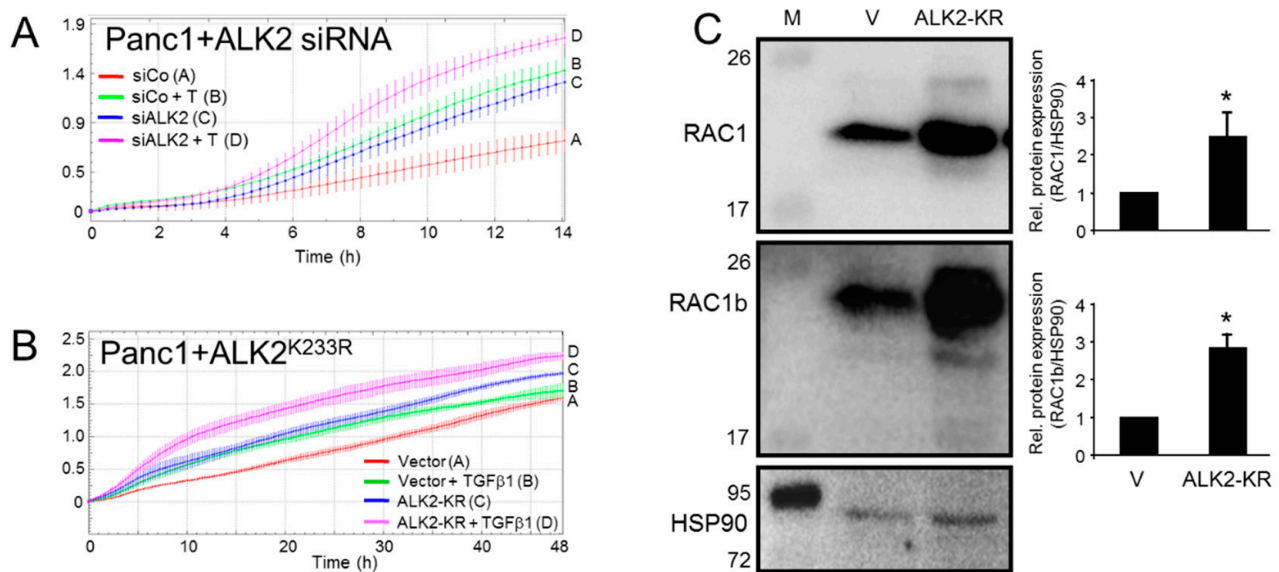 A
Panc1+ALK2 siRNA
1.9
1.4
0.9
0.5
0
siCo (A)
siCo + T (B)
siALK2 (C)
siALK2 + T (D)
D
B
C
A
0 2 4 6 8 10 12 14
Time (h)
B
Panc1+ALK2K233R
2.5
2.0
1.5
1.0
0.5
0
D
C
B
A
Vector (A)
Vector + TGFβ1 (B)
ALK2-KR (C)
ALK2-KR + TGFβ1 (D)
0 10 20 30 40 48
Time (h)
C
M V ALK2-KR
26
RAC1
17
26
RAC1b
17
95
HSP90
72
Rel. protein expression
(RAC1/HSP90)
4
3
2
1
0
*
Rel. protein expression
(RAC1b/HSP90)
4
3
2
1
0
*
V ALK2-KR